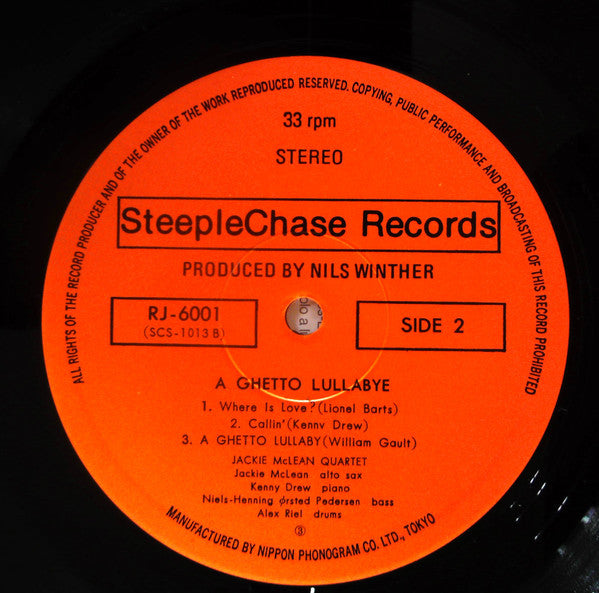 ALL RIGHTS OF THE RECORD PRODUCER AND OF THE OWNER OF THE WORK REPRODUCED RESERVED. COPYING, PUBLIC PERFORMANCE AND BROADCASTING OF THIS RECORD PROHIBITED
33 rpm
STEREO
SteepleChase Records
PRODUCED BY NILS WINTHER
RJ-6001
(SCS-1013 B)
SIDE 2
A GHETTO LULLABYE
1. Where Is Love? (Lionel Barts)
2. Callin' (Kenny Drew)
3. A GHETTO LULLABY (William Gault)
JACKIE McLEAN QUARTET
Jackie McLean alto sax
Kenny Drew piano
Niels-Henning Ørsted Pedersen bass
Alex Riel drums
③
MANUFACTURED BY NIPPON PHONOGRAM CO. LTD., TOKYO